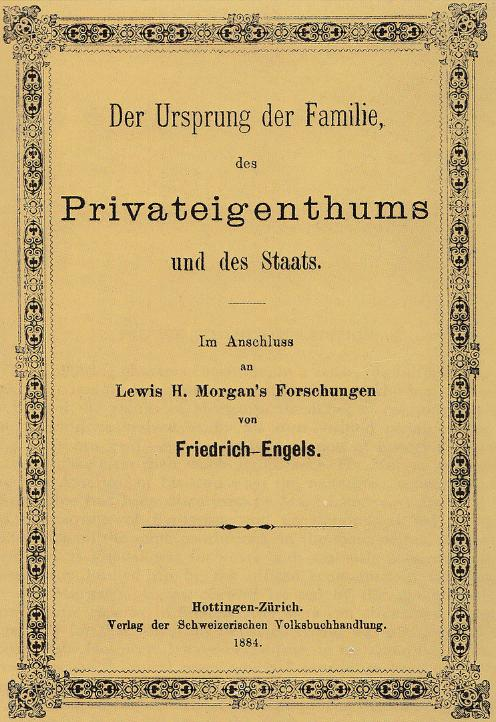 Der Ursprung der Familie,
des
Privateigenthums
und des Staats.
Im Anschluss
an
Lewis H. Morgan's Forschungen
von
Friedrich-Engels.
Hottingen-Zürich.
Verlag der Schweizerischen Volksbuchhandlung.
1884.